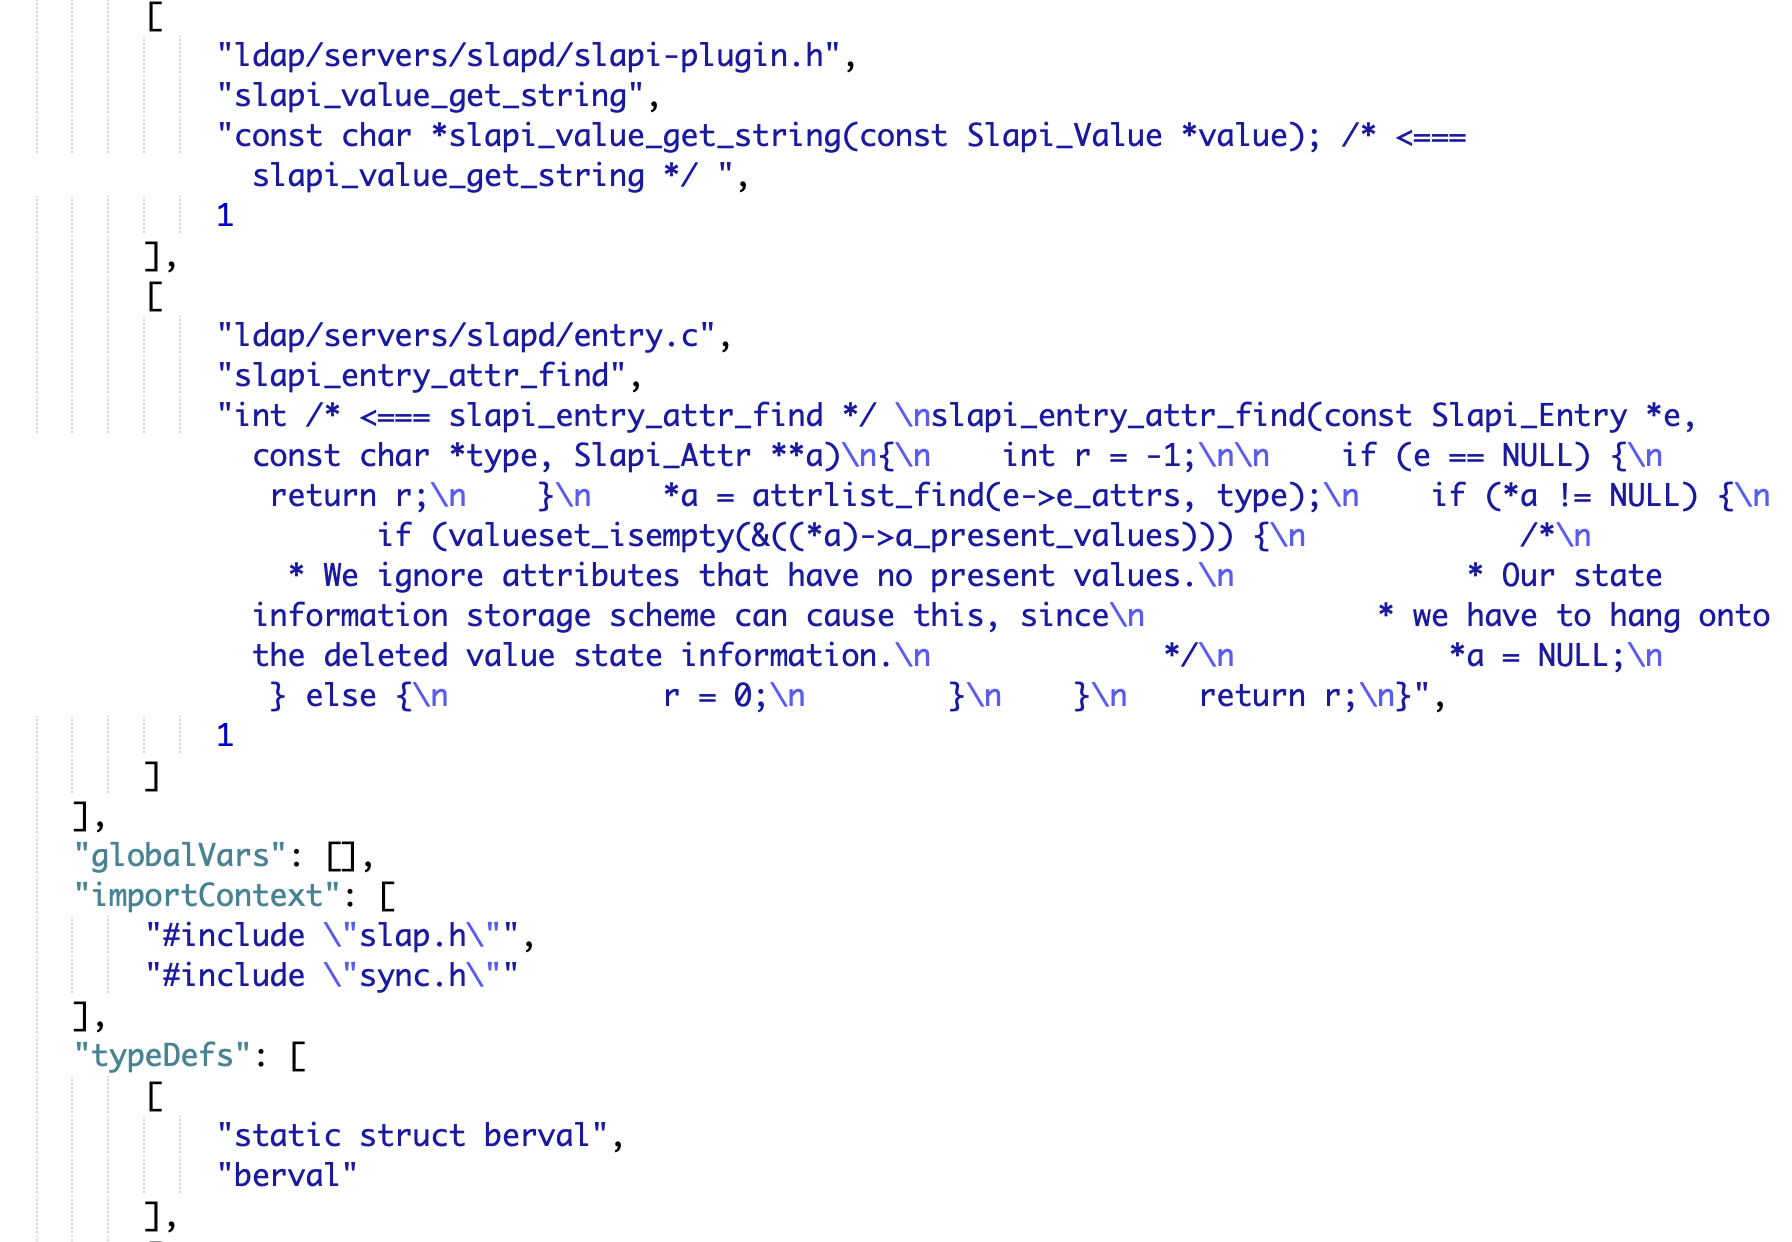 [
"ldap/servers/slapd/slapi-plugin.h",
"slapi_value_get_string",
"const char *slapi_value_get_string(const Slapi_Value *value); /* <===
slapi_value_get_string */ ",
1
],
[
"ldap/servers/slapd/entry.c",
"slapi_entry_attr_find",
"int /* <=== slapi_entry_attr_find */ \nslapi_entry_attr_find(const Slapi_Entry *e,
const char *type, Slapi_Attr **a)\n{\n    int r = -1;\n\n    if (e == NULL) {\n
return r;\n    }\n    *a = attrlist_find(e->e_attrs, type);\n    if (*a != NULL) {\n
if (valueset_isempty(&((*a)->a_present_values))) {\n            /*\n
* We ignore attributes that have no present values.\n             * Our state
information storage scheme can cause this, since\n             * we have to hang onto
the deleted value state information.\n             */\n            *a = NULL;\n
} else {\n            r = 0;\n        }\n    }\n    return r;\n}",
1
]
],
"globalVars": [],
"importContext": [
"#include \"slap.h\"",
"#include \"sync.h\""
],
"typeDefs": [
[
"static struct berval",
"berval"
],